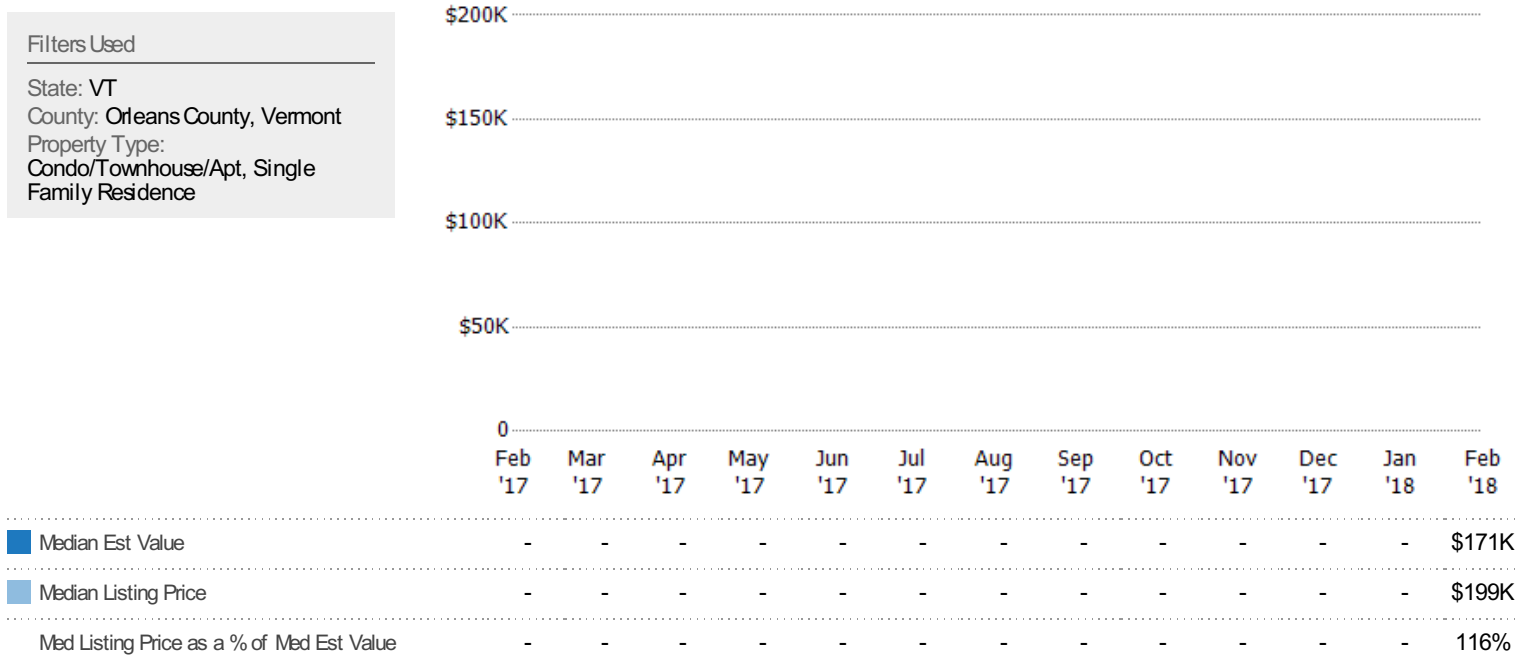 Filters Used
State: VT
County: Orleans County, Vermont
Property Type:
Condo/Townhouse/Apt, Single
Family Residence
$200K
$150K
$100K
$50K
0
Feb Mar Apr May Jun Jul Aug Sep Oct Nov Dec Jan Feb
'17 '17 '17 '17 '17 '17 '17 '17 '17 '17 '17 '18 '18
Median Est Value - - - - - - - - - - - - $171K
Median Listing Price - - - - - - - - - - - - $199K
Med Listing Price as a % of Med Est Value - - - - - - - - - - - - 116%